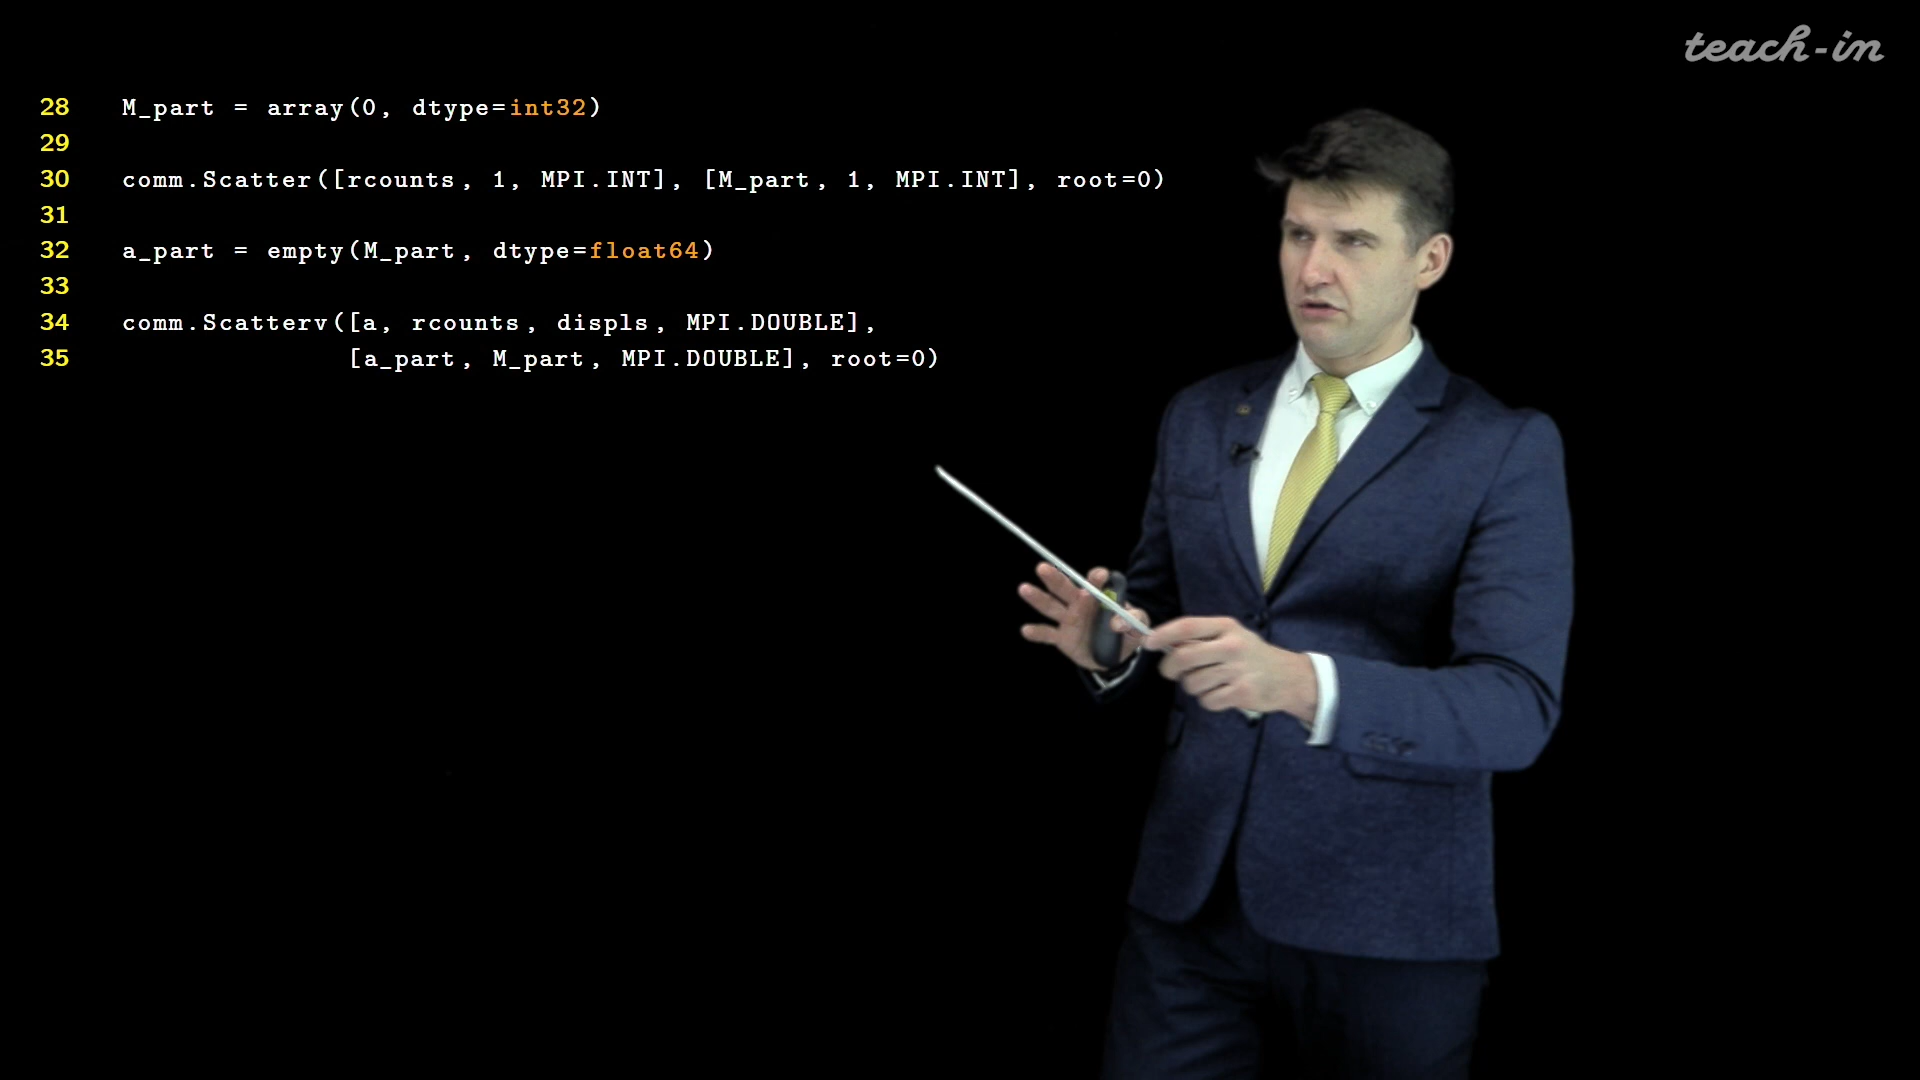 teach-in
28 M_part = array(0, dtype=int32)
29
30 comm.Scatter([rcounts, 1, MPI.INT], [M_part, 1, MPI.INT], root=0)
31
32 a_part = empty(M_part, dtype=float64)
33
34 comm.Scatterv([a, rcounts, displs, MPI.DOUBLE],
35 [a_part, M_part, MPI.DOUBLE], root=0)